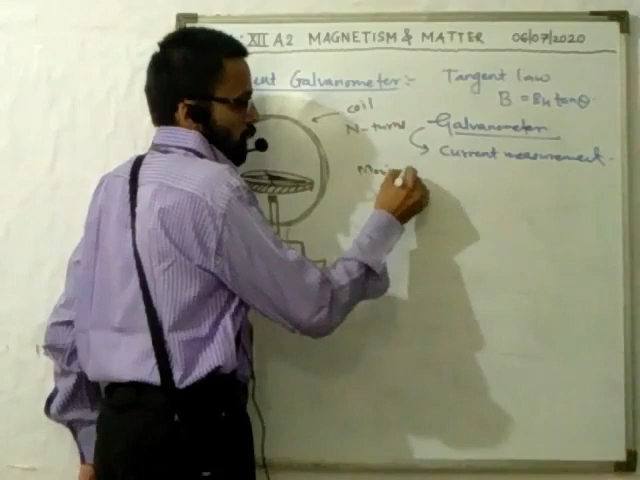 : XII A2 MAGNETISM & MATTER 06/07/2020
ent Galvanometer:- Tangent law
B = BH tanθ
coil
N-turns
Galvanometer
Current measurement.